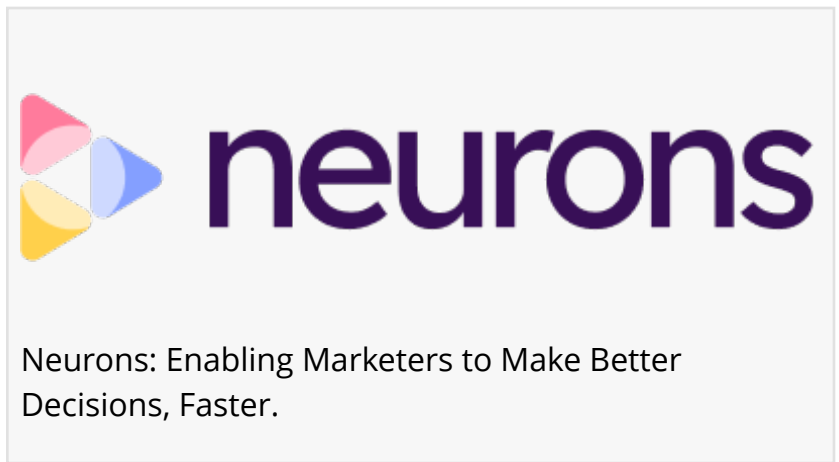 neurons
Neurons: Enabling Marketers to Make Better
Decisions, Faster.